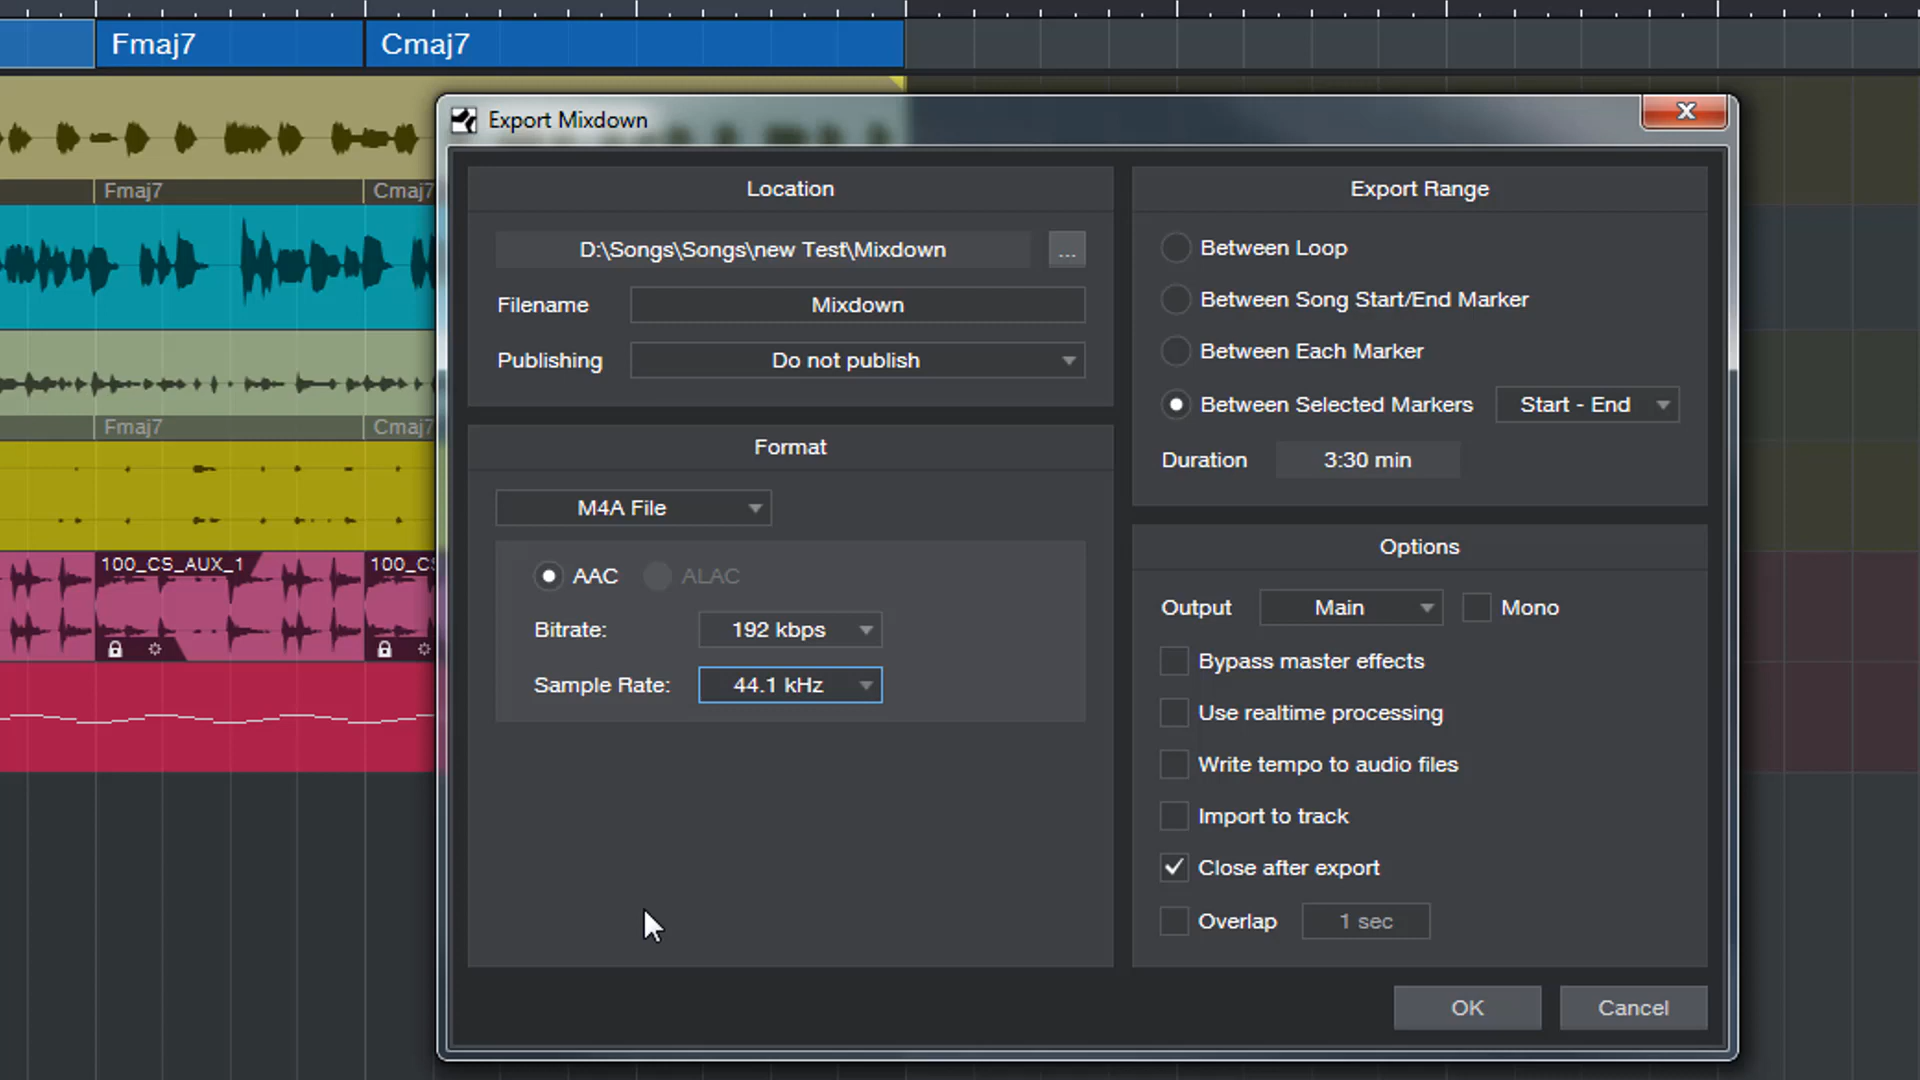 Fmaj7
Cmaj7
Export Mixdown
X
Fmaj7
Cmaj7
Fmaj7
Cmaj7
100_CS_AUX_1
100_CS
Location
D:\Songs\Songs\new Test\Mixdown
...
Filename
Mixdown
Publishing
Do not publish
Format
M4A File
AAC
ALAC
Bitrate:
192 kbps
Sample Rate:
44.1 kHz
Export Range
Between Loop
Between Song Start/End Marker
Between Each Marker
Between Selected Markers
Start - End
Duration
3:30 min
Options
Output
Main
Mono
Bypass master effects
Use realtime processing
Write tempo to audio files
Import to track
Close after export
Overlap
1 sec
OK
Cancel